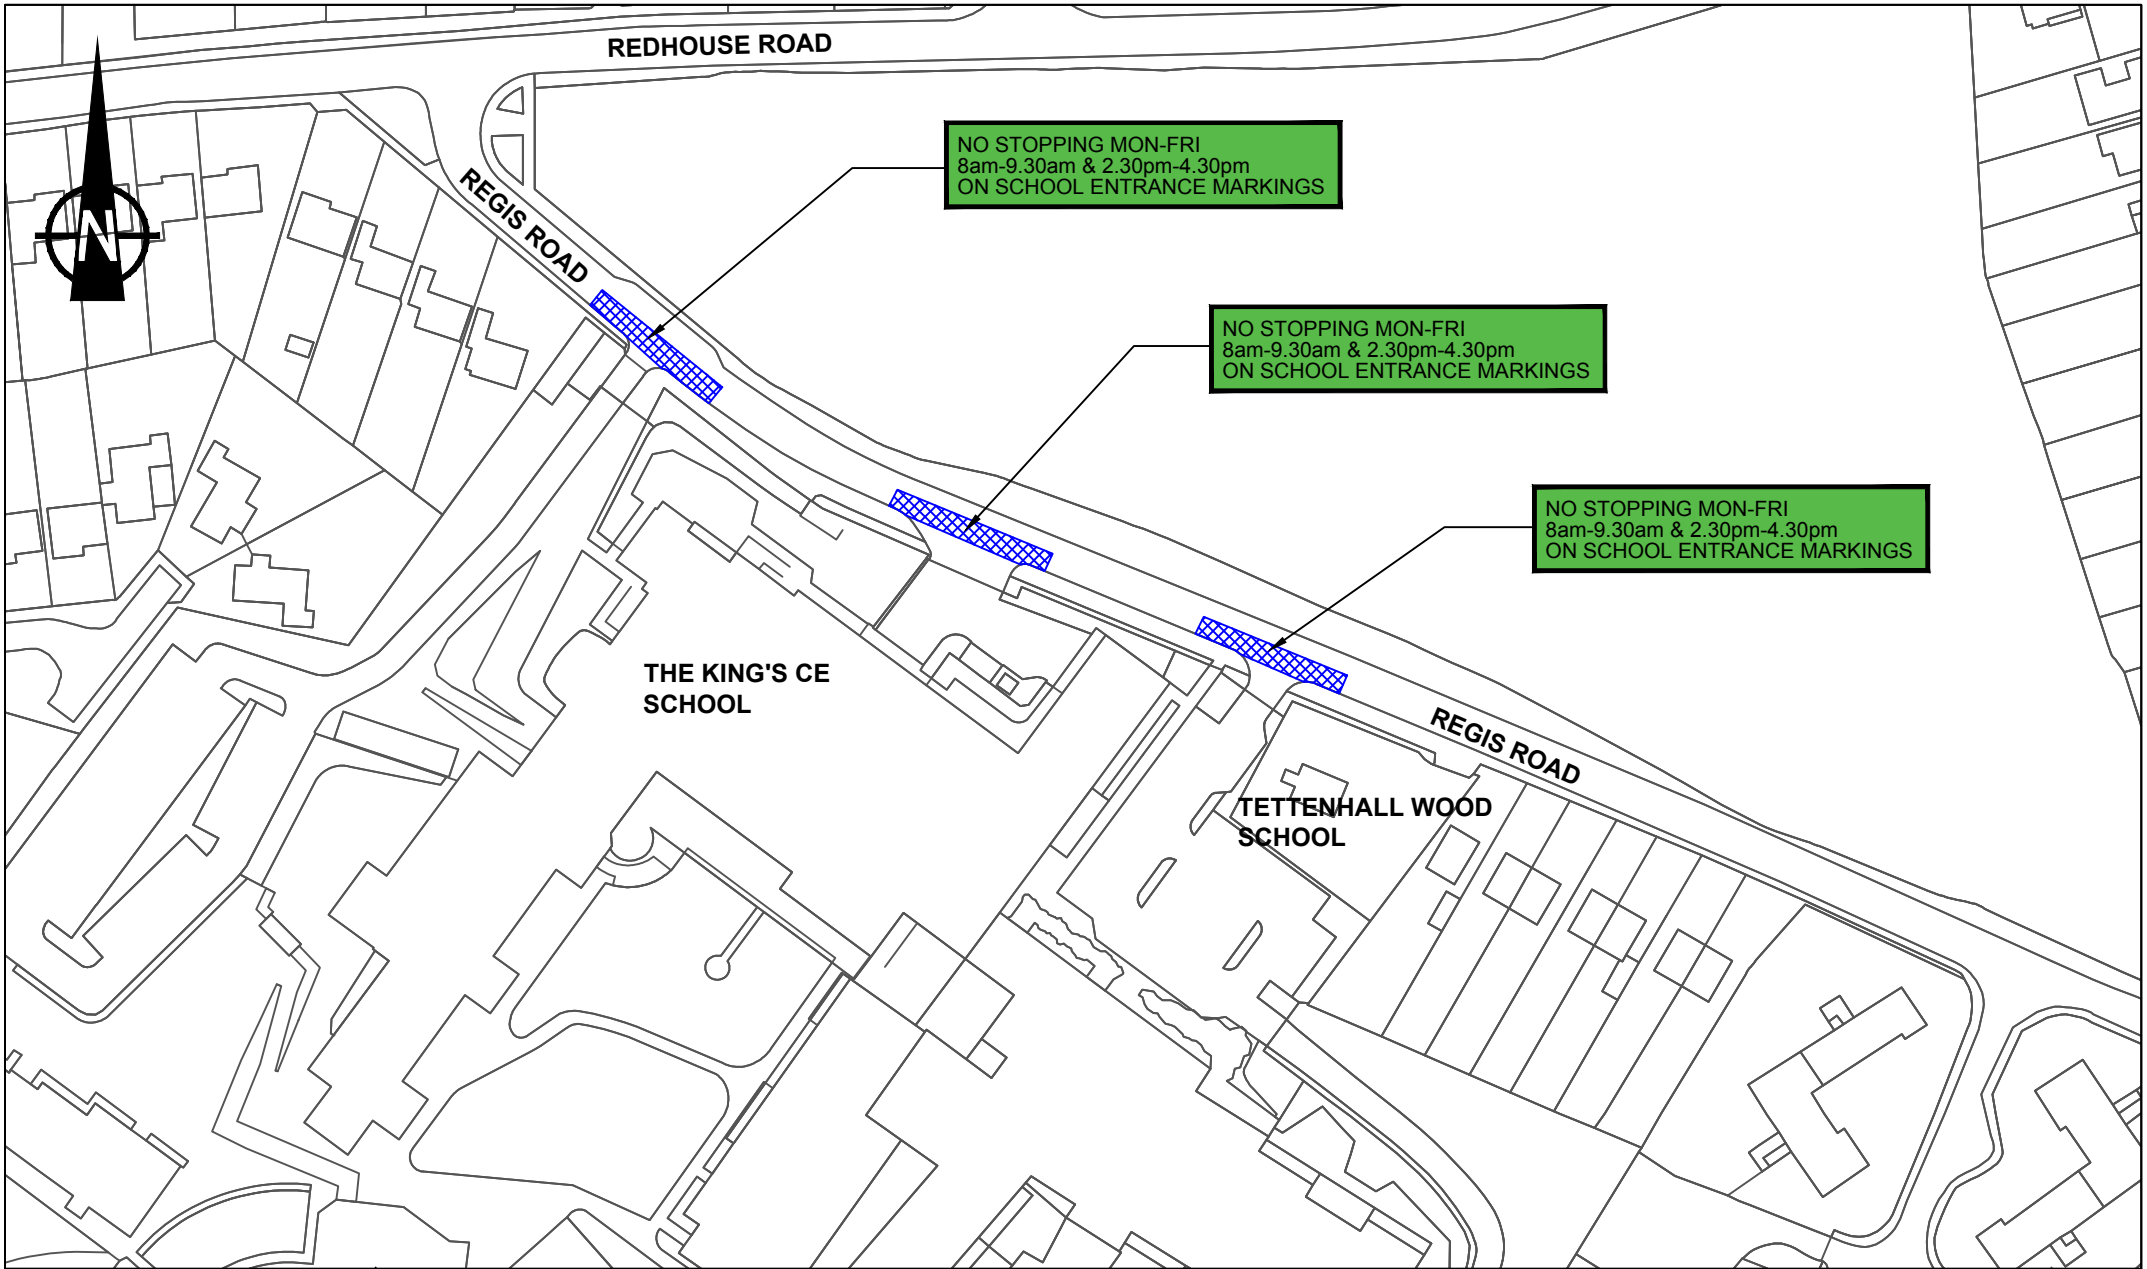 REDHOUSE ROAD
NO STOPPING MON-FRI
8am-9.30am & 2.30pm-4.30pm
ON SCHOOL ENTRANCE MARKINGS
REGIS ROAD
N
NO STOPPING MON-FRI
8am-9.30am & 2.30pm-4.30pm
ON SCHOOL ENTRANCE MARKINGS
NO STOPPING MON-FRI
8am-9.30am & 2.30pm-4.30pm
ON SCHOOL ENTRANCE MARKINGS
THE KING'S CE
SCHOOL
REGIS ROAD
TETTENHALL WOOD
SCHOOL